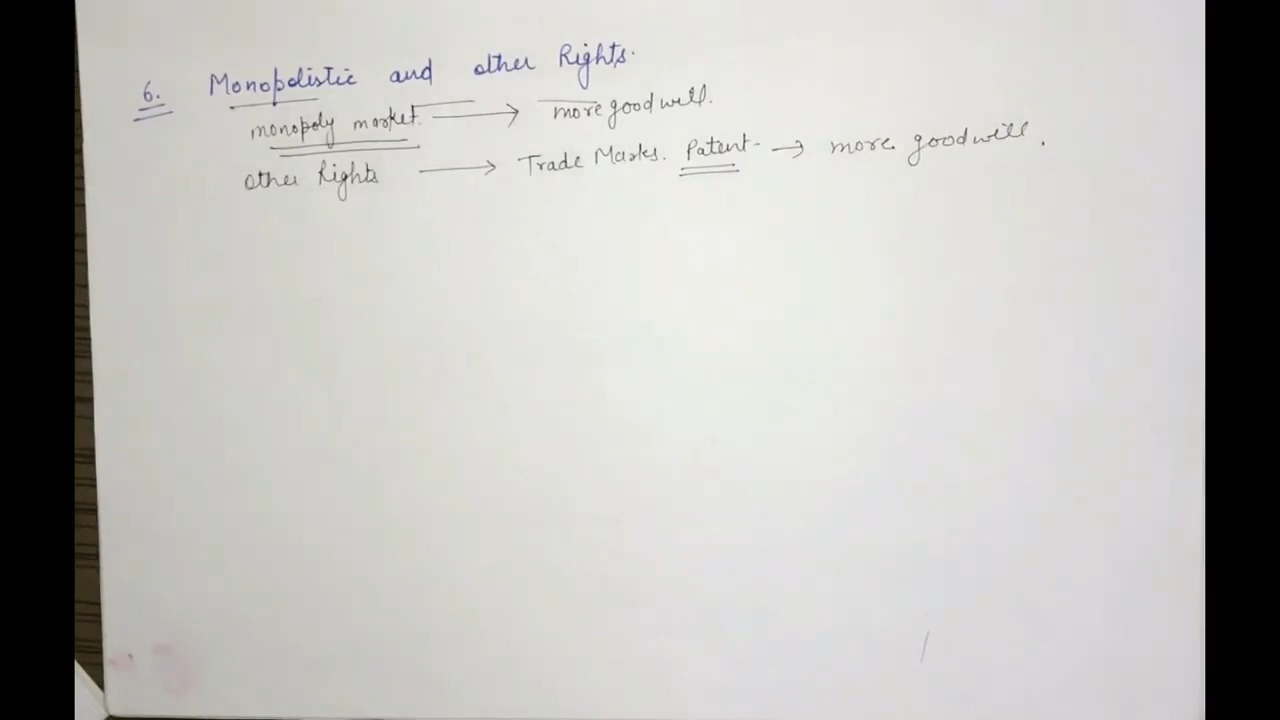 6. Monopolistic and other Rights.
monopoly market. → more goodwill.
other Rights → Trade Marks. Patent- → more goodwill.